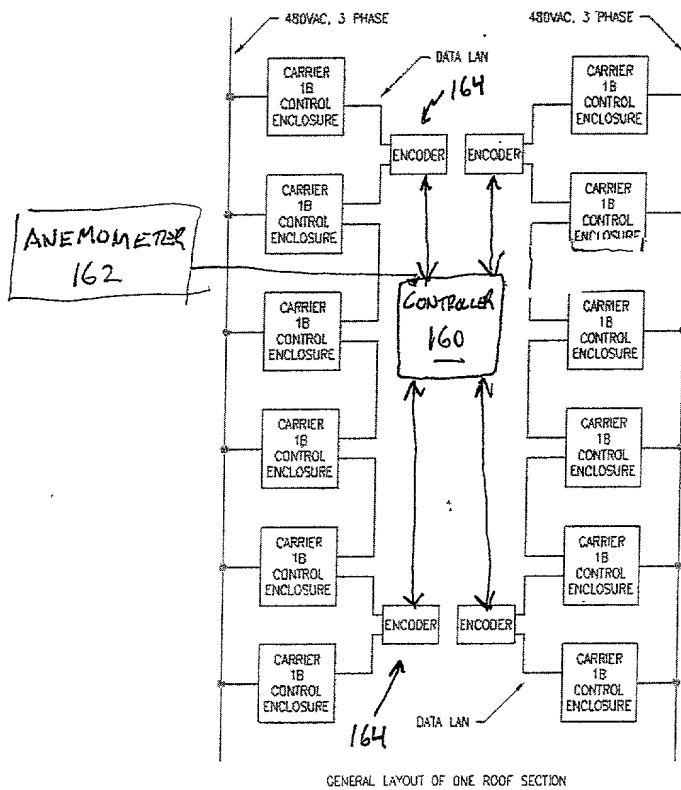 480VAC, 3 PHASE
480VAC, 3 PHASE
DATA LAN
164
CARRIER
1B
CONTROL
ENCLOSURE
ENCODER
ENCODER
CARRIER
1B
CONTROL
ENCLOSURE
CARRIER
1B
CONTROL
ENCLOSURE
CARRIER
1B
CONTROL
ENCLOSURE
ANEMOMETER
162
CONTROLLER
160
CARRIER
1B
CONTROL
ENCLOSURE
CARRIER
1B
CONTROL
ENCLOSURE
CARRIER
1B
CONTROL
ENCLOSURE
CARRIER
1B
CONTROL
ENCLOSURE
CARRIER
1B
CONTROL
ENCLOSURE
CARRIER
1B
CONTROL
ENCLOSURE
ENCODER
ENCODER
CARRIER
1B
CONTROL
ENCLOSURE
CARRIER
1B
CONTROL
ENCLOSURE
164
DATA LAN
GENERAL LAYOUT OF ONE ROOF SECTION